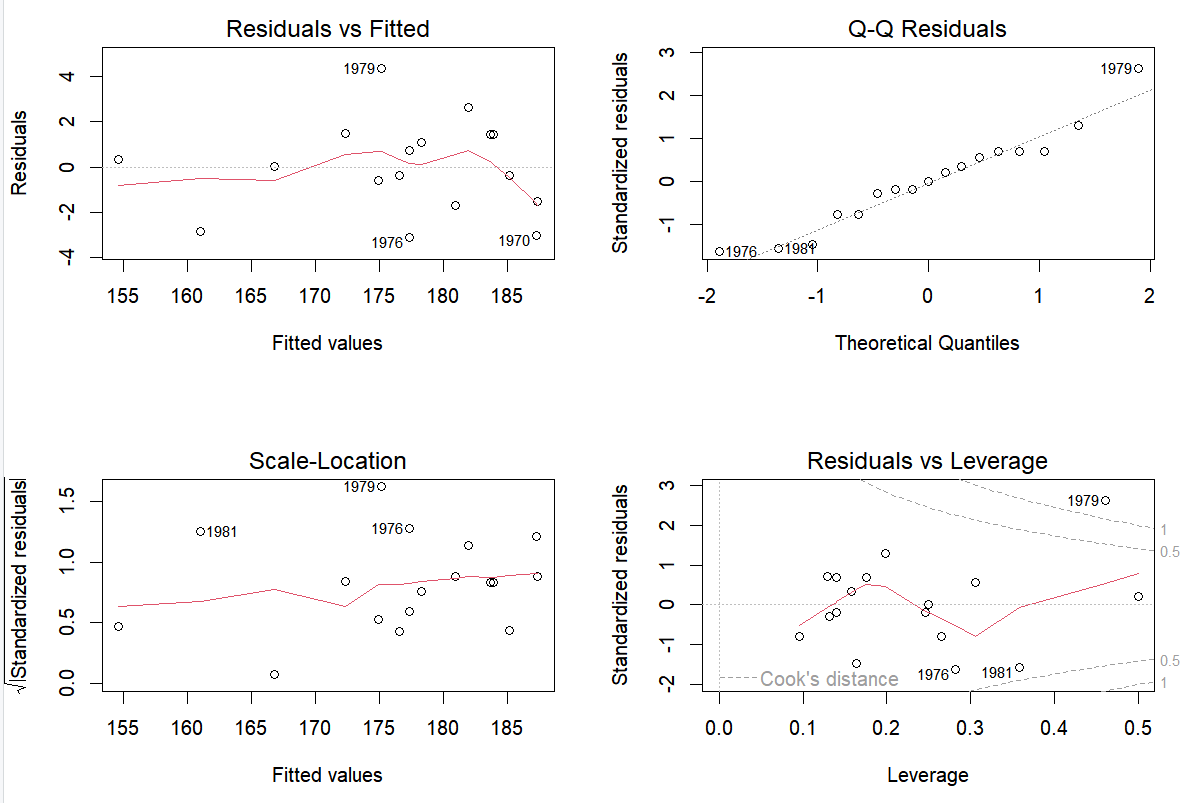 Residuals vs Fitted
Residuals
4
2
0
-2
-4
1979
1976
1970
155 160 165 170 175 180 185
Fitted values
Q-Q Residuals
Standardized residuals
3
2
1
0
-1
1979
1976
1981
-2 -1 0 1 2
Theoretical Quantiles
Scale-Location
√|Standardized residuals
1.5
1.0
0.5
0.0
1979
1976
1981
155 160 165 170 175 180 185
Fitted values
Residuals vs Leverage
Standardized residuals
3
2
1
0
-1
-2
1979
1
0.5
0.5
1
1976
1981
Cook's distance
0.0 0.1 0.2 0.3 0.4 0.5
Leverage